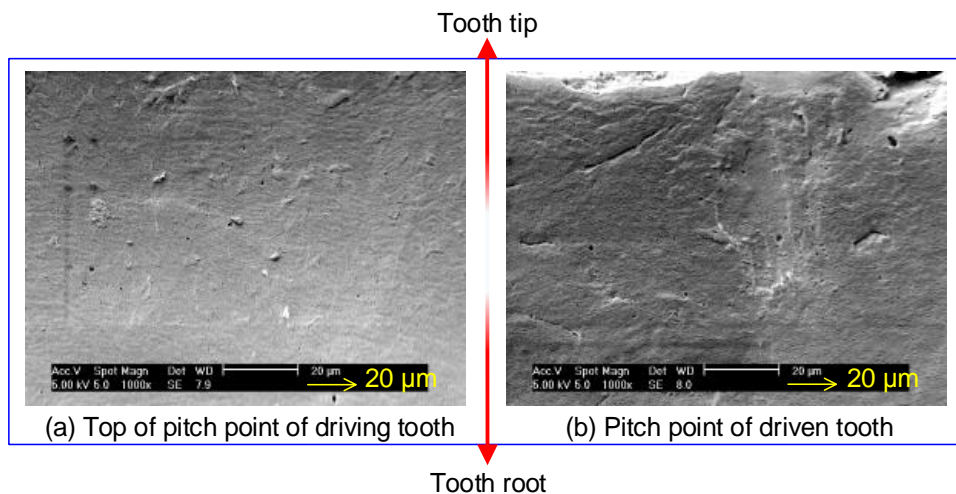 Tooth tip
Acc.V Spot Magn Det WD 20 µm
5.00 kV 5.0 1000x SE 7.9 20 µm
Acc.V Spot Magn Det WD 20 µm
5.00 kV 5.0 1000x SE 8.0 20 µm
(a) Top of pitch point of driving tooth
(b) Pitch point of driven tooth
Tooth root